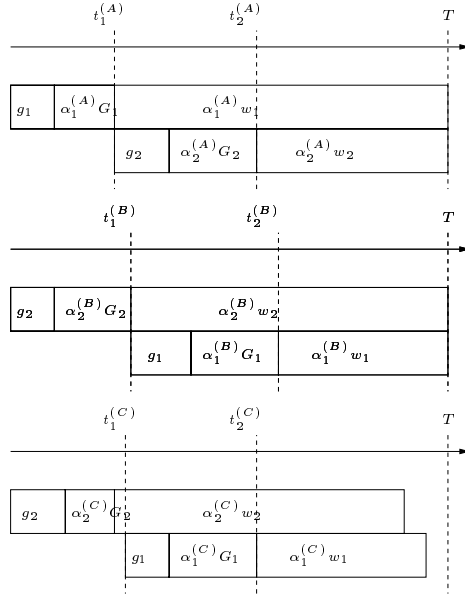 t_1^{(A)} t_2^{(A)} T
g_1 α_1^{(A)}G_1 α_1^{(A)}w_1
g_2 α_2^{(A)}G_2 α_2^{(A)}w_2
t_1^{(B)} t_2^{(B)} T
g_2 α_2^{(B)}G_2 α_2^{(B)}w_2
g_1 α_1^{(B)}G_1 α_1^{(B)}w_1
t_1^{(C)} t_2^{(C)} T
g_2 α_2^{(C)}G_2 α_2^{(C)}w_2
g_1 α_1^{(C)}G_1 α_1^{(C)}w_1